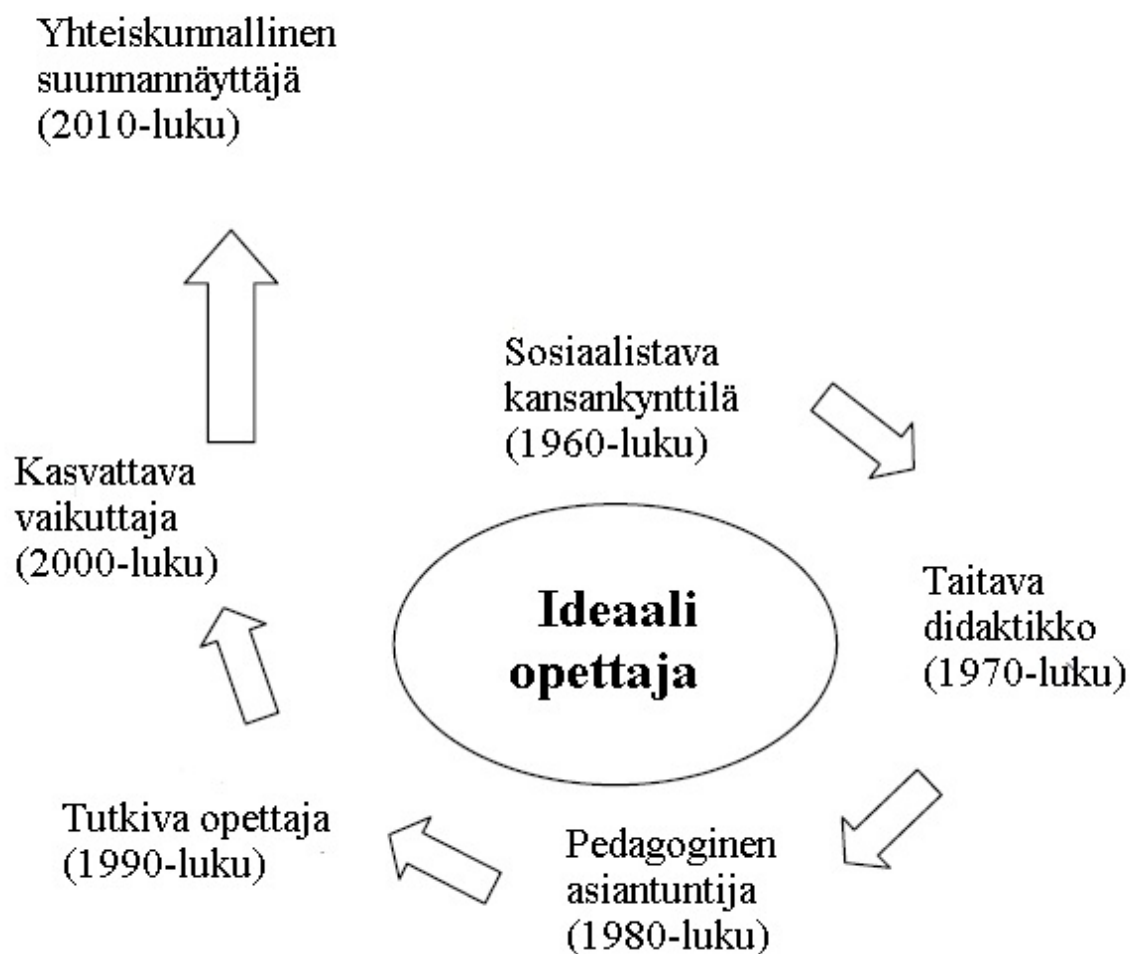 Yhteiskunnallinen
suunnannäyttäjä
(2010-luku)
Sosiaalistava
kansankynttilä
(1960-luku)
Taitava
didaktikko
(1970-luku)
Pedagoginen
asiantuntija
(1980-luku)
Tutkiva opettaja
(1990-luku)
Kasvattava
vaikuttaja
(2000-luku)
Ideaali
opettaja